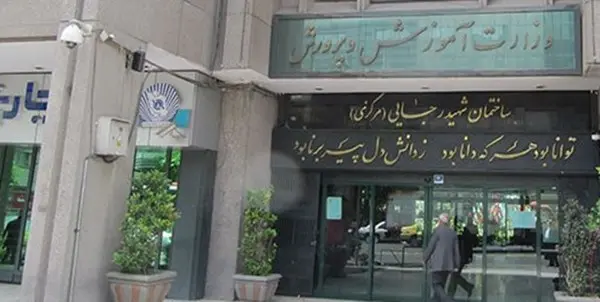 وزارت آموزش و پرورش
ساختمان شهید رجایی (مرکزی)
توانا بود هر که دانا بود ز دانش دل پیر برنا بود